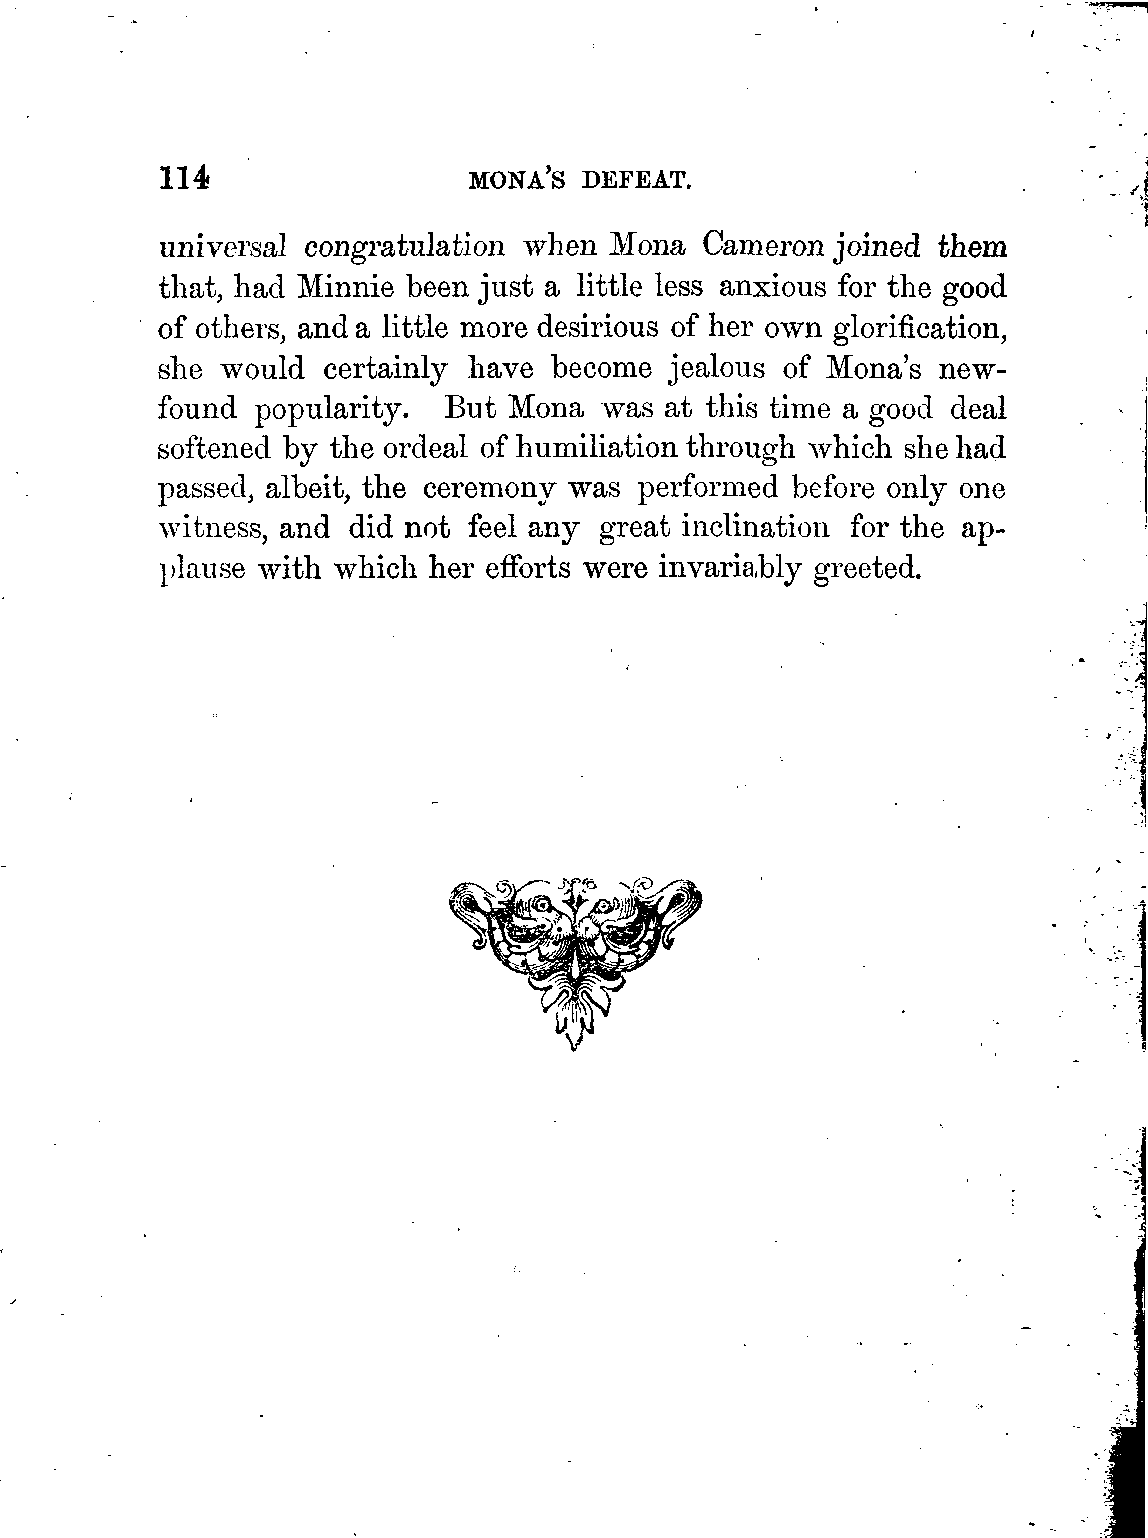 114 MONA'S DEFEAT.
universal congratulation when Mona Cameron joined them
that, had Minnie been just a little less anxious for the good
of others, and a little more desirious of her own glorification,
she would certainly have become jealous of Mona's new-
found popularity. But Mona was at this time a good deal
softened by the ordeal of humiliation through which she had
passed, albeit, the ceremony was performed before only one
witness, and did not feel any great inclination for the ap-
plause with which her efforts were invariably greeted.